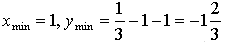 x_min = 1, y_min = 1/3 − 1 − 1 = −1 2/3